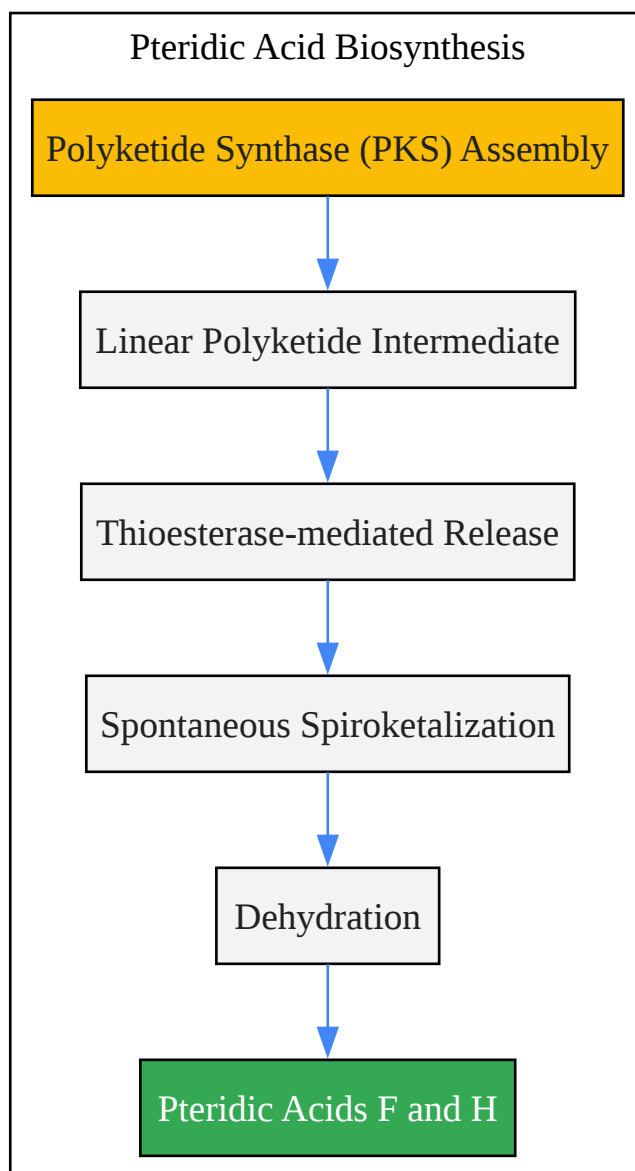 Pteridic Acid Biosynthesis
Polyketide Synthase (PKS) Assembly
Linear Polyketide Intermediate
Thioesterase-mediated Release
Spontaneous Spiroketalization
Dehydration
Pteridic Acids F and H